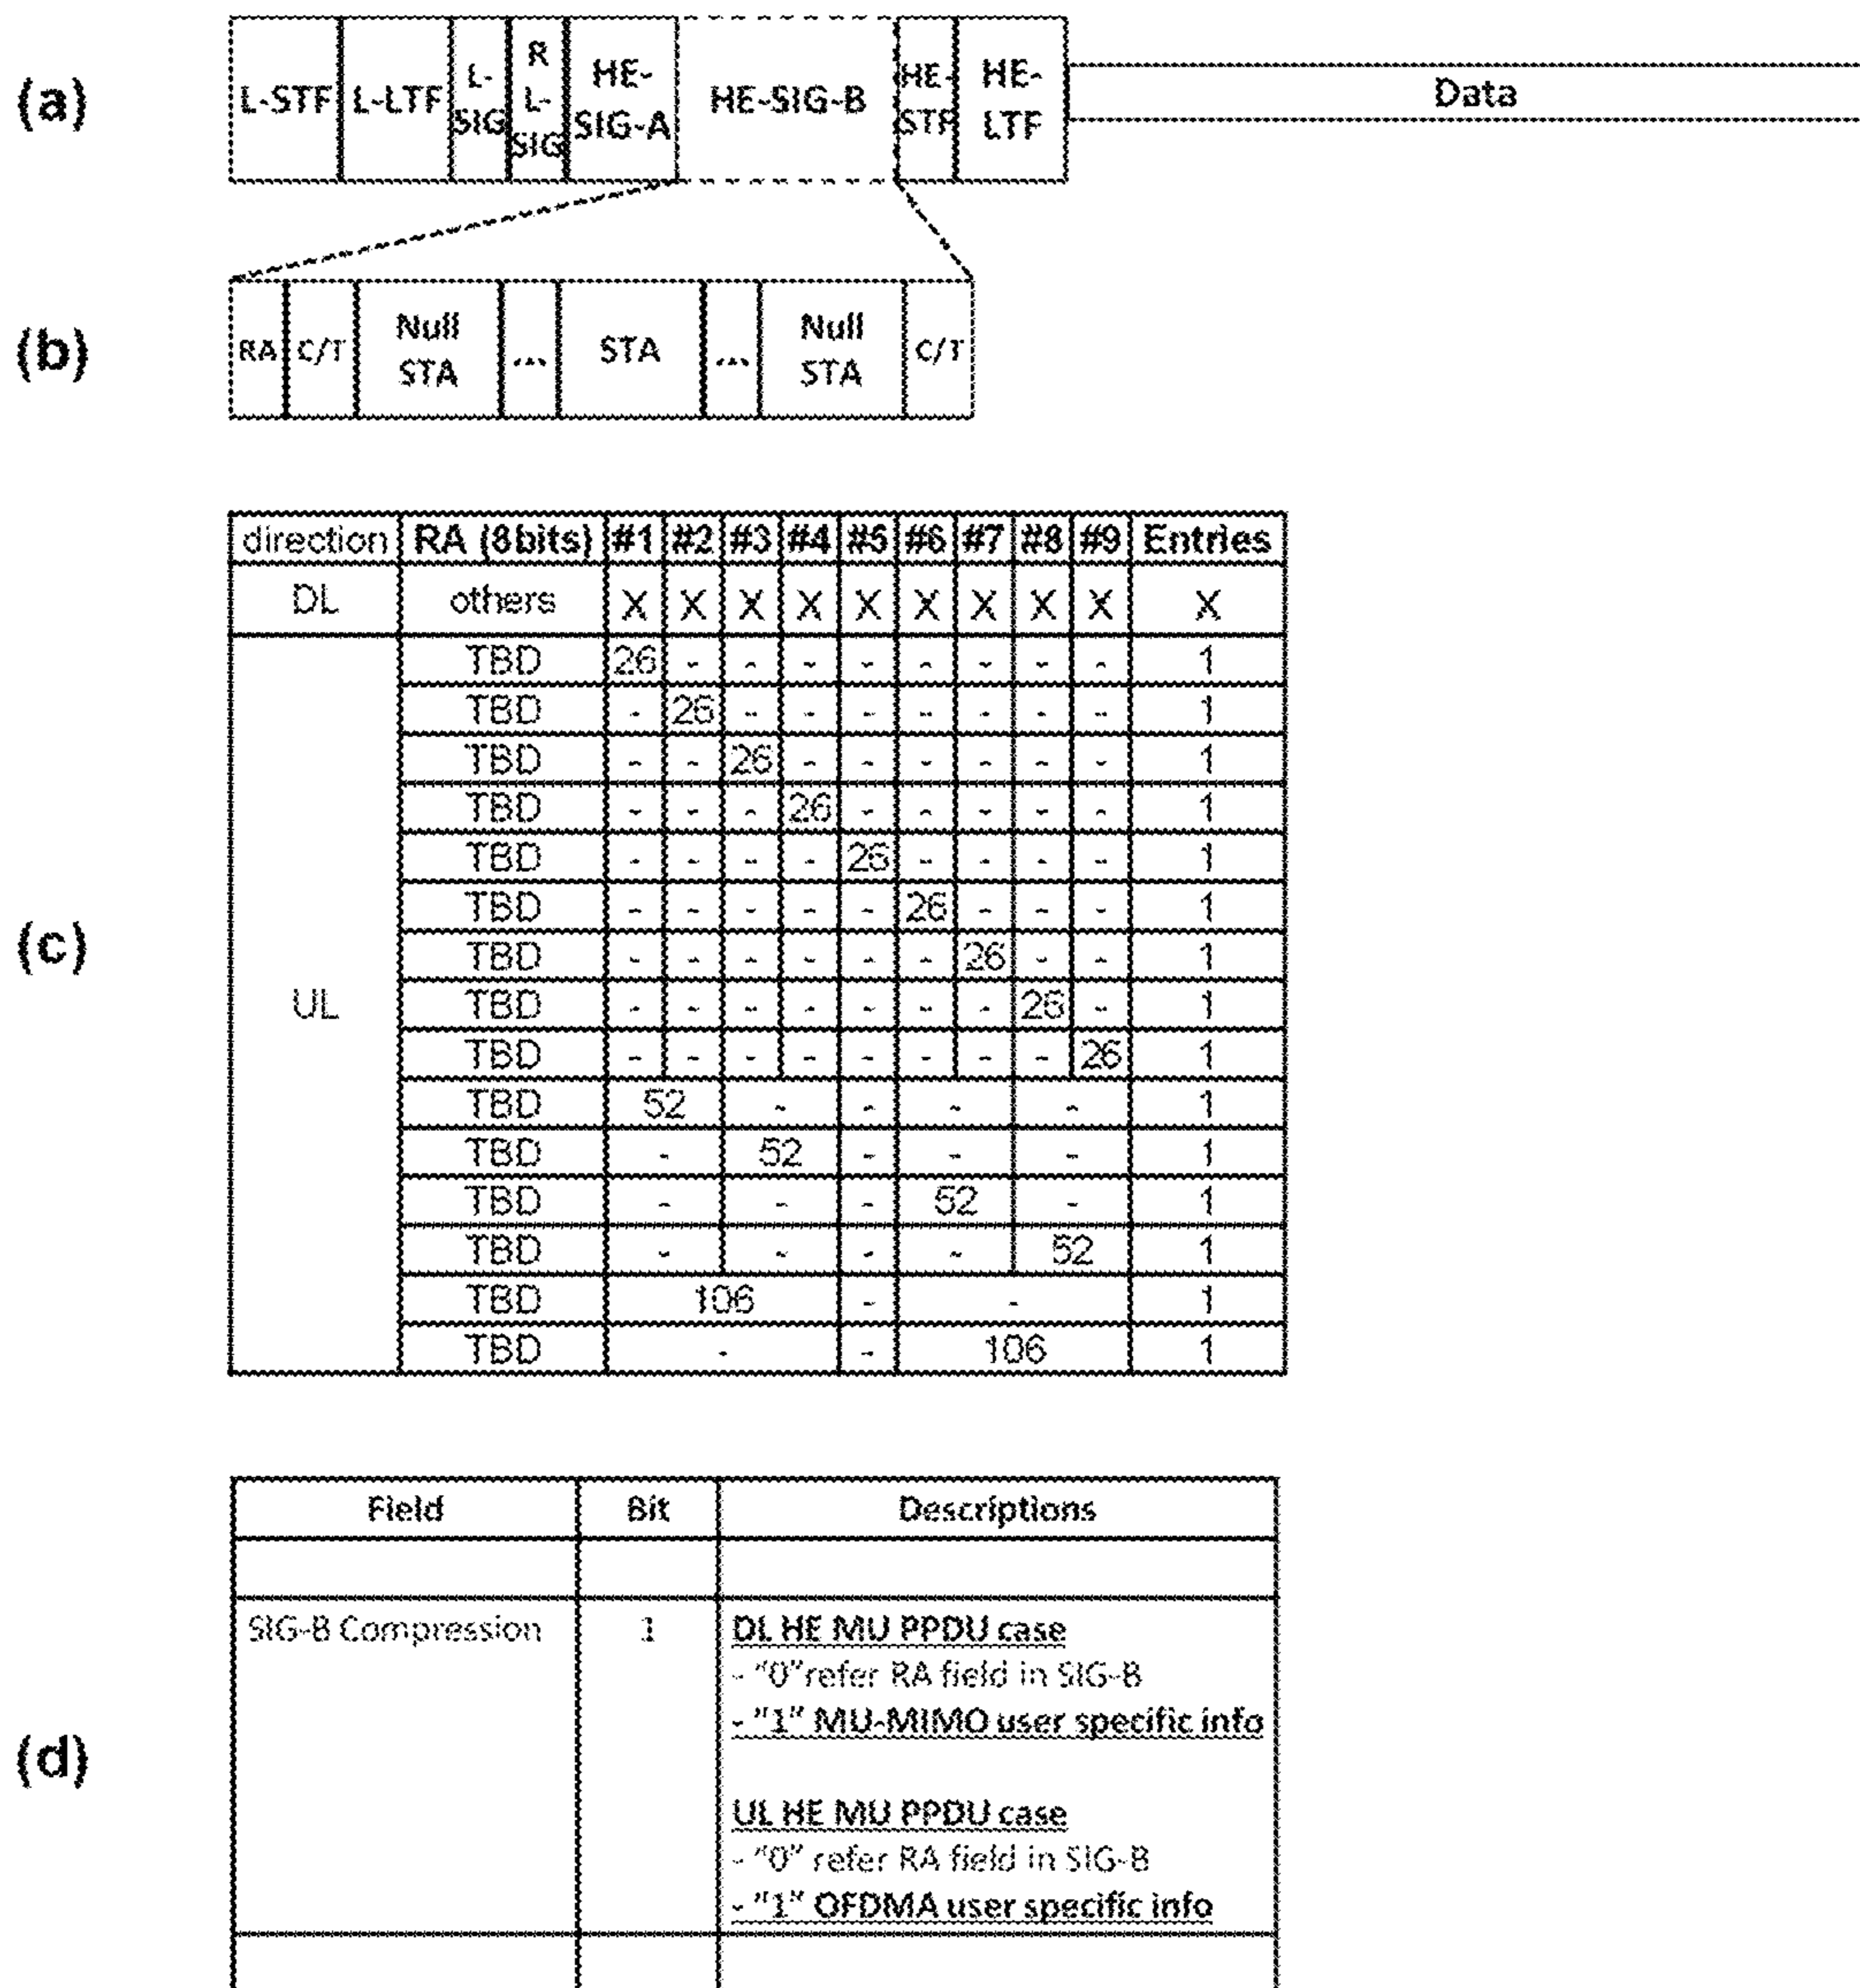 (a)
L-STF L-LTF L-SIG R L-SIG HE-SIG-A HE-SIG-B HE-STF HE-LTF Data
(b)
RA C/T Null STA ... STA ... Null STA C/T
(c)
direction RA (8bits) #1 #2 #3 #4 #5 #6 #7 #8 #9 Entries
DL others X X X X X X X X X X
UL
TBD 26 - - - - - - - - 1
TBD - 26 - - - - - - - 1
TBD - - 26 - - - - - - 1
TBD - - - 26 - - - - - 1
TBD - - - - 26 - - - - 1
TBD - - - - - 26 - - - 1
TBD - - - - - - 26 - - 1
TBD - - - - - - - 26 - 1
TBD - - - - - - - - 26 1
TBD 52 - - - - 1
TBD - 52 - - - 1
TBD - - - 52 - 1
TBD - - - - 52 1
TBD 106 - - 1
TBD - - 106 1
(d)
Field Bit Descriptions
SIG-B Compression 1 DL HE MU PPDU case
- "0"refer RA field in SIG-B
- "1" MU-MIMO user specific info
UL HE MU PPDU case
- "0" refer RA field in SIG-B
- "1" OFDMA user specific info